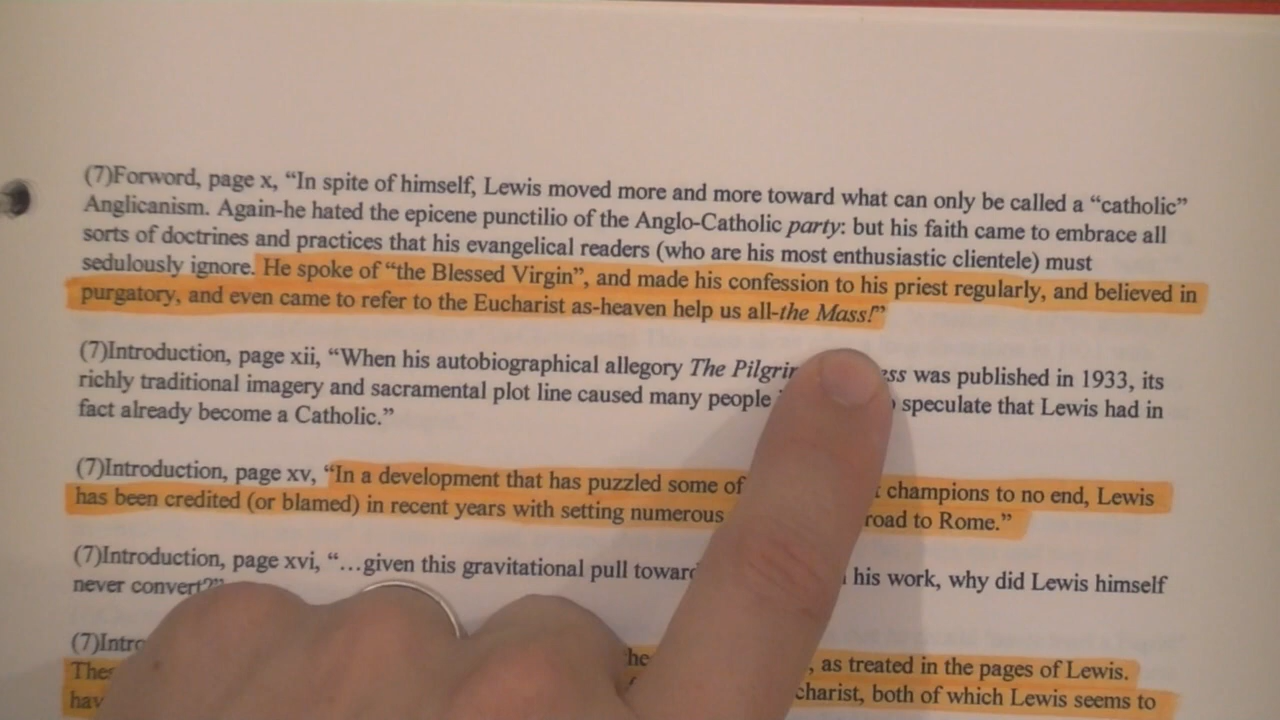 (7)Forword, page x, “In spite of himself, Lewis moved more and more toward what can only be called a “catholic”
Anglicanism. Again-he hated the epicene punctilio of the Anglo-Catholic party: but his faith came to embrace all
sorts of doctrines and practices that his evangelical readers (who are his most enthusiastic clientele) must
sedulously ignore. He spoke of “the Blessed Virgin”, and made his confession to his priest regularly, and believed in
purgatory, and even came to refer to the Eucharist as-heaven help us all-the Mass!”
(7)Introduction, page xii, “When his autobiographical allegory The was published in 1933, its
richly traditional imagery and sacramental plot line caused many people speculate that Lewis had in
fact already become a Catholic.”
(7)Introduction, page xv, “In a development that has puzzled some of champions to no end, Lewis
has been credited (or blamed) in recent years with setting numerous road to Rome.”
(7)Introduction, page xvi, “…given this gravitational pull his work, why did Lewis himself
never convert?”
, as treated in the pages of Lewis.
, both of which Lewis seems to